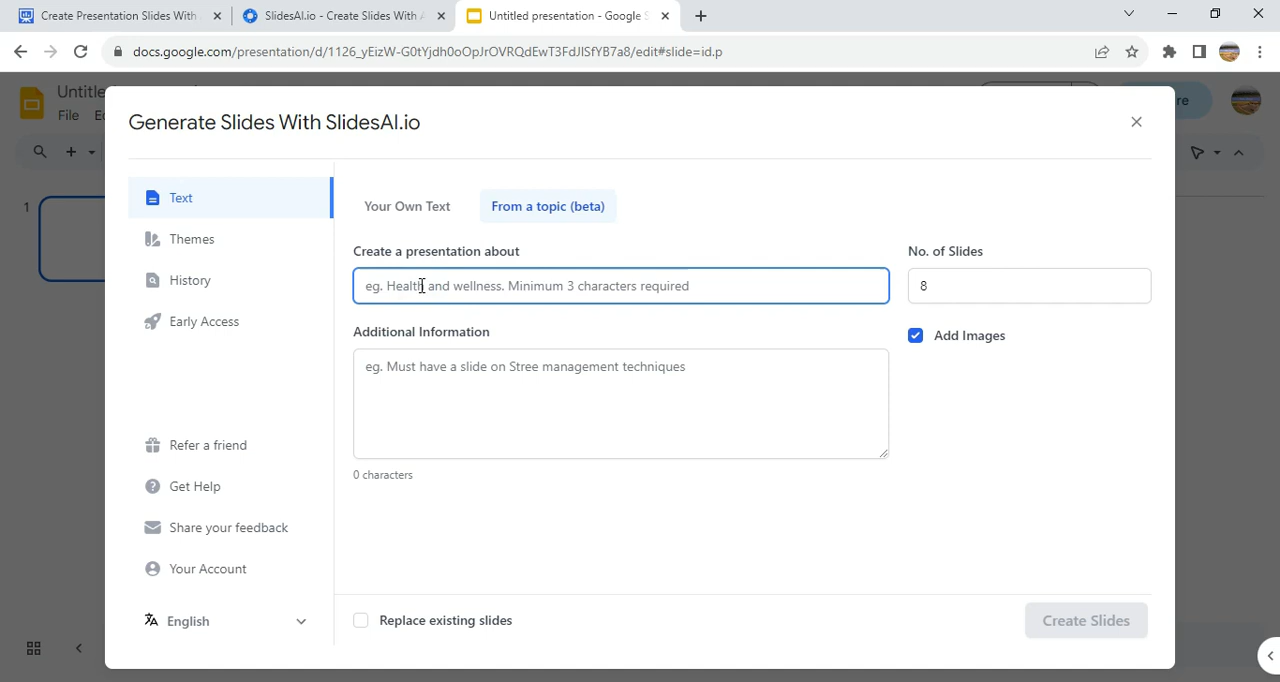 Create Presentation Slides With
SlidesAI.io - Create Slides With A
Untitled presentation - Google S
docs.google.com/presentation/d/1126_yEizW-G0tYjdh0oOpJrOVRQdEwT3FdJISfYB7a8/edit#slide=id.p
Generate Slides With SlidesAI.io
File
1
Text
Themes
History
Early Access
Refer a friend
Get Help
Share your feedback
Your Account
English
Your Own Text
From a topic (beta)
Create a presentation about
eg. Health and wellness. Minimum 3 characters required
No. of Slides
8
Additional Information
eg. Must have a slide on Stree management techniques
Add Images
0 characters
Replace existing slides
Create Slides